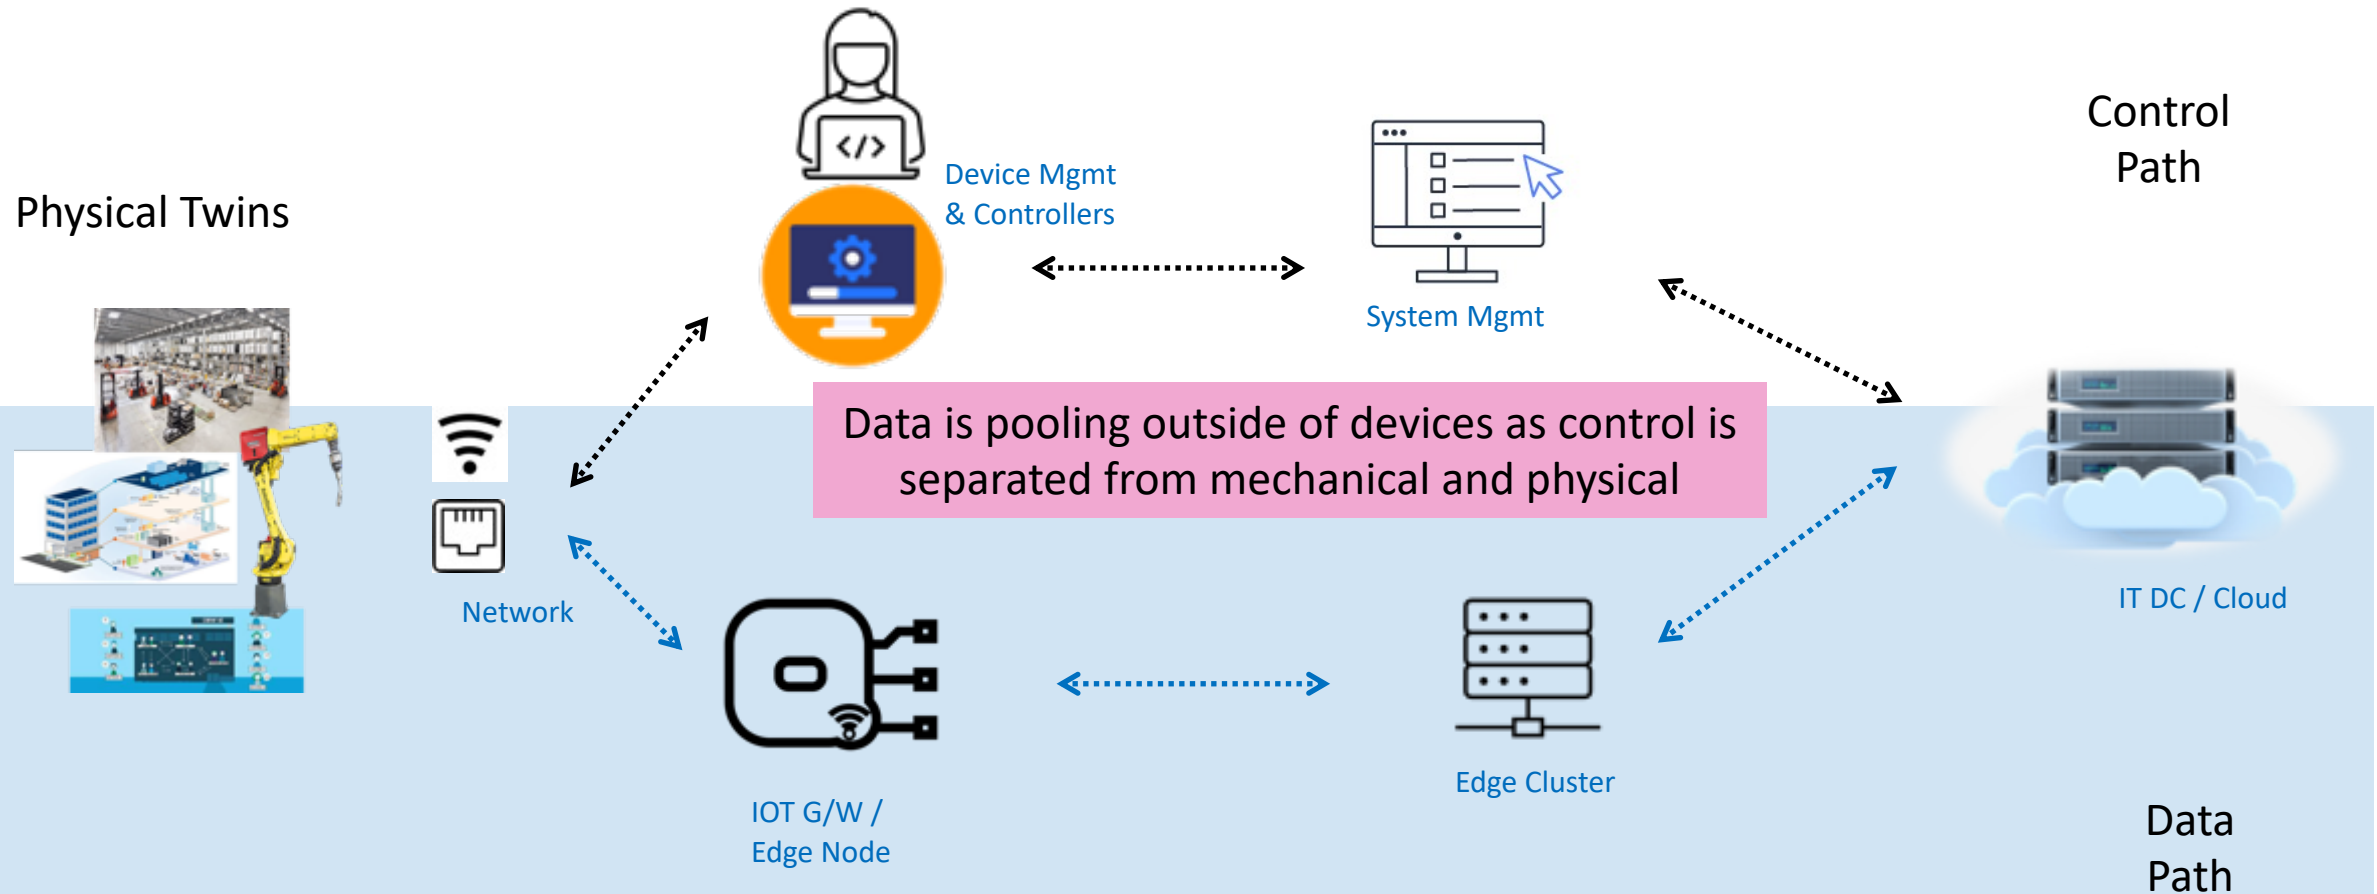 Control
Path
Device Mgmt
& Controllers
Physical Twins
System Mgmt
Data is pooling outside of devices as control is
separated from mechanical and physical
Network
IT DC / Cloud
Edge Cluster
IOT G/W /
Edge Node
Data
Path